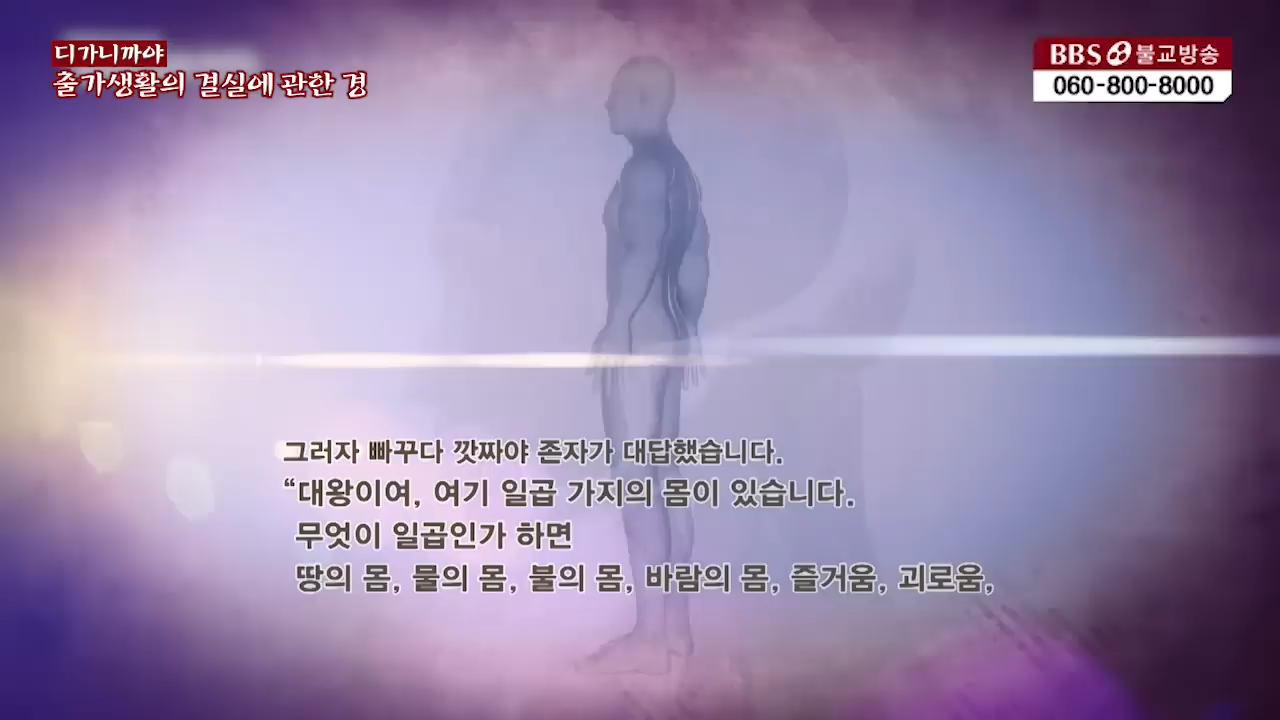 디가니까야
출가생활의 결실에 관한 경
BBS 불교방송
060-800-8000
그러자 빠꾸다 깟짜야 존자가 대답했습니다.
“대왕이여, 여기 일곱 가지의 몸이 있습니다.
무엇이 일곱인가 하면
땅의 몸, 물의 몸, 불의 몸, 바람의 몸, 즐거움, 괴로움,